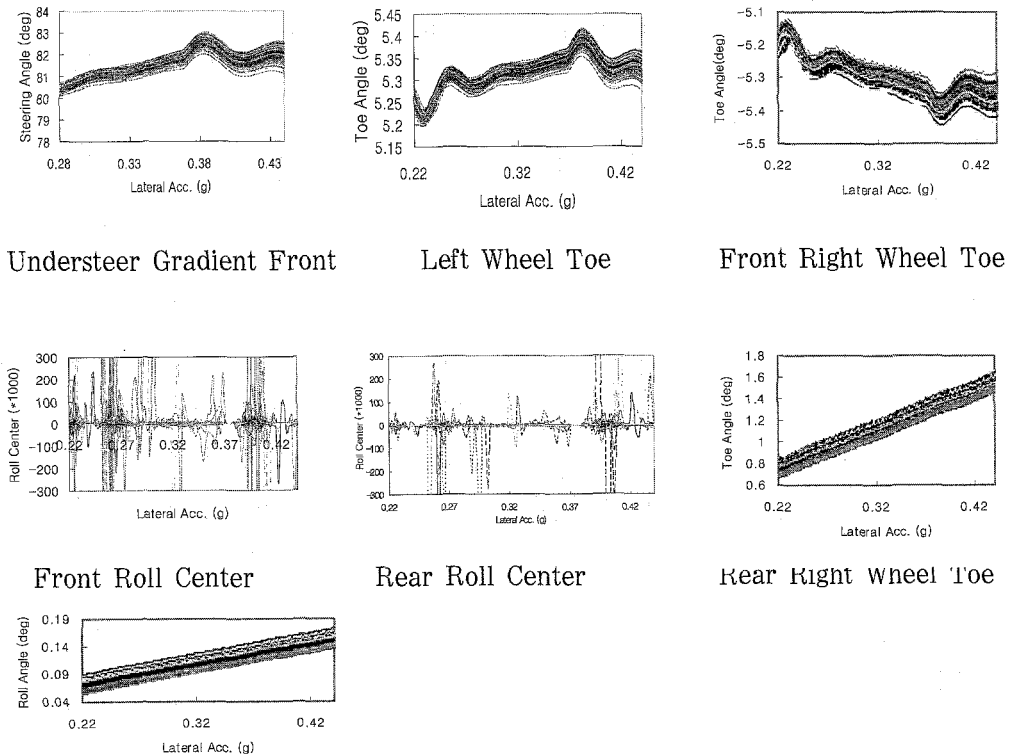 84
83
82
81
80
79
78
Steering Angle (deg)
0.28 0.33 0.38 0.43
Lateral Acc. (g)
5.45
5.4
5.35
5.3
5.25
5.2
5.15
Toe Angle (deg)
0.22 0.32 0.42
Lateral Acc. (g)
-5.1
-5.2
-5.3
-5.4
-5.5
Toe Angle(deg)
0.22 0.32 0.42
Lateral Acc. (g)
Understeer Gradient Front
Left Wheel Toe
Front Right Wheel Toe
300
200
100
0
-100
-200
-300
Roll Center (*1000)
0.22 0.27 0.32 0.37 0.42
Lateral Acc. (g)
300
200
100
0
-100
-200
-300
Roll Center (*1000)
0.22 0.27 0.32 0.37 0.42
Lateral Acc. (g)
1.8
1.6
1.4
1.2
1
0.8
0.6
Toe Angle (deg)
0.22 0.32 0.42
Lateral Acc. (g)
Front Roll Center
Rear Roll Center
Rear Right Wheel Toe
0.19
0.14
0.09
0.04
Roll Angle (deg)
0.22 0.32 0.42
Lateral Acc. (g)